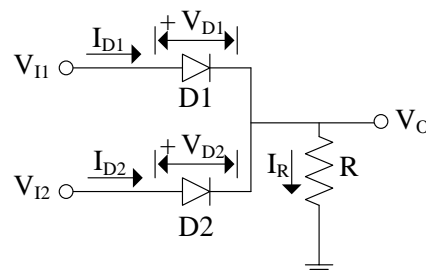 + V_D1
I_D1
V_I1
D1
V_O
+ V_D2
I_D2
I_R R
V_I2
D2